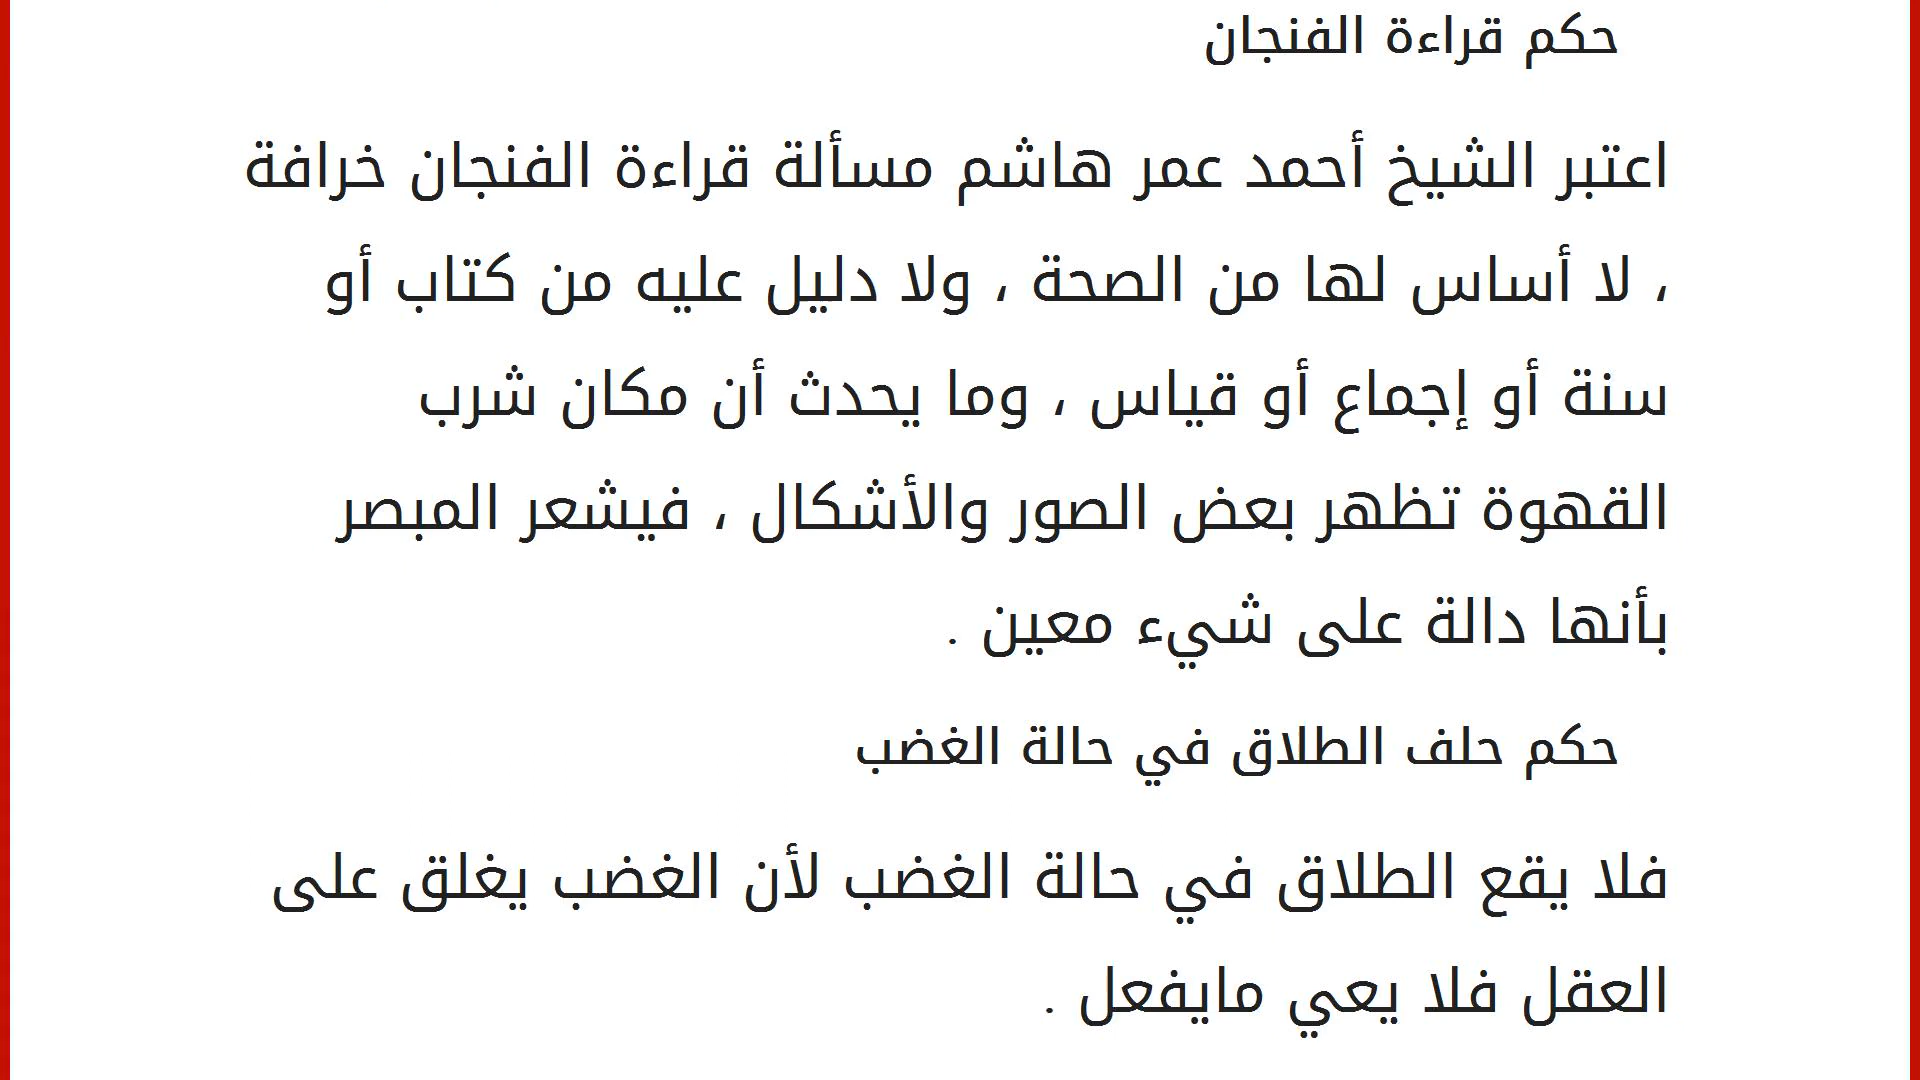 حكم قراءة الفنجان
اعتبر الشيخ أحمد عمر هاشم مسألة قراءة الفنجان خرافة
، لا أساس لها من الصحة ، ولا دليل عليه من كتاب أو
سنة أو إجماع أو قياس ، وما يحدث أن مكان شرب
القهوة تظهر بعض الصور والأشكال ، فيشعر المبصر
بأنها دالة على شيء معين .
حكم حلف الطلاق في حالة الغضب
فلا يقع الطلاق في حالة الغضب لأن الغضب يغلق على
العقل فلا يعي مايفعل .